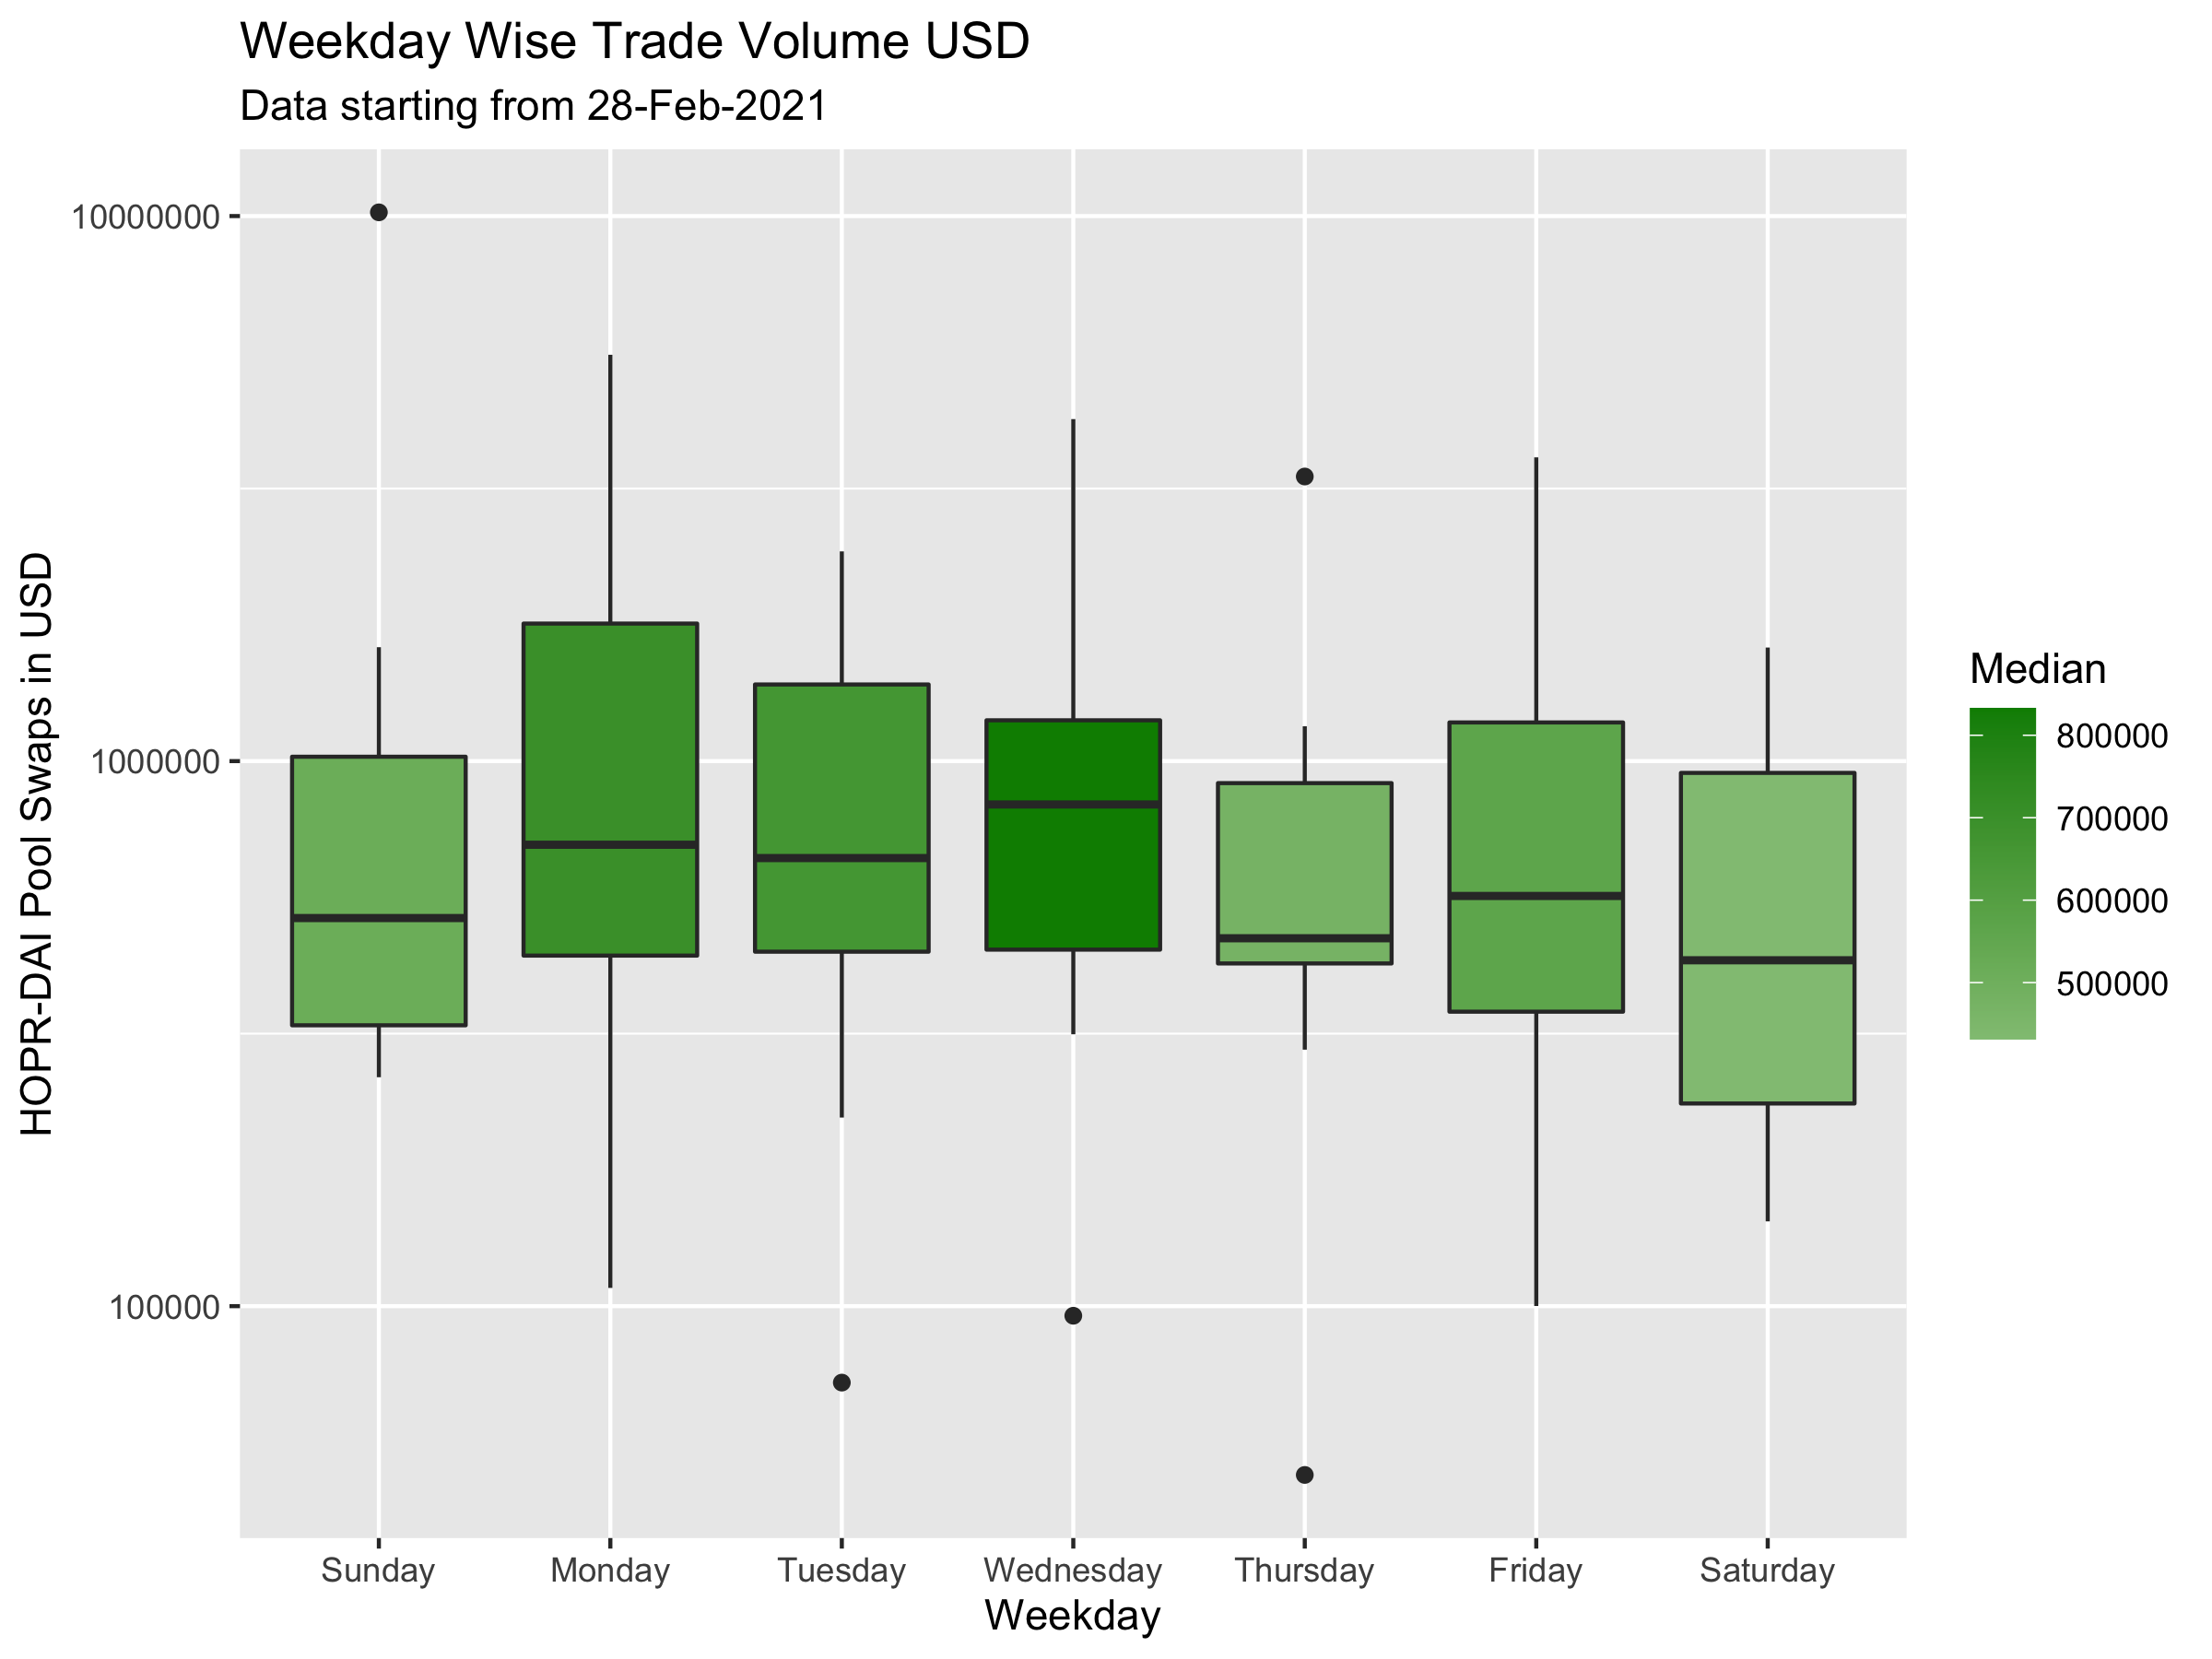 Weekday Wise Trade Volume USD
Data starting from 28-Feb-2021
HOPR-DAI Pool Swaps in USD
10000000
1000000
100000
Sunday Monday Tuesday Wednesday Thursday Friday Saturday
Weekday
Median
800000
700000
600000
500000